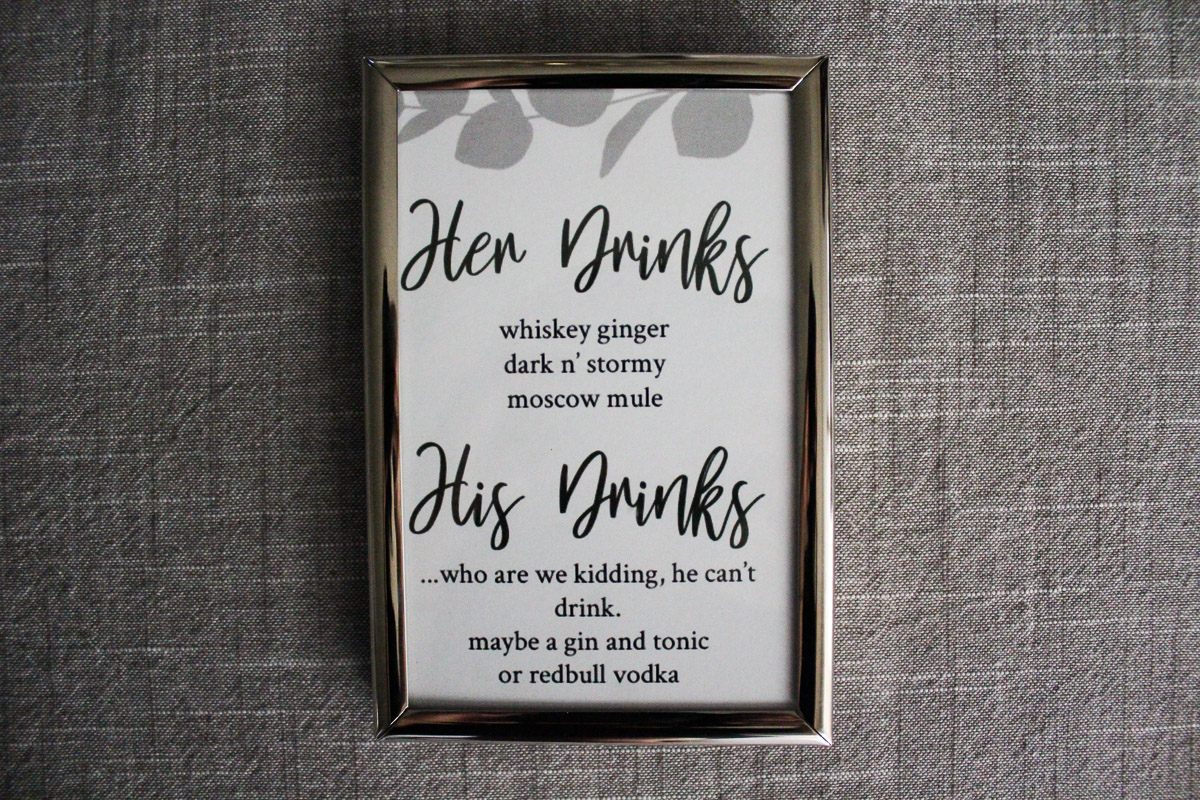 Her Drinks
whiskey ginger
dark n’ stormy
moscow mule
His Drinks
...who are we kidding, he can’t
drink.
maybe a gin and tonic
or redbull vodka